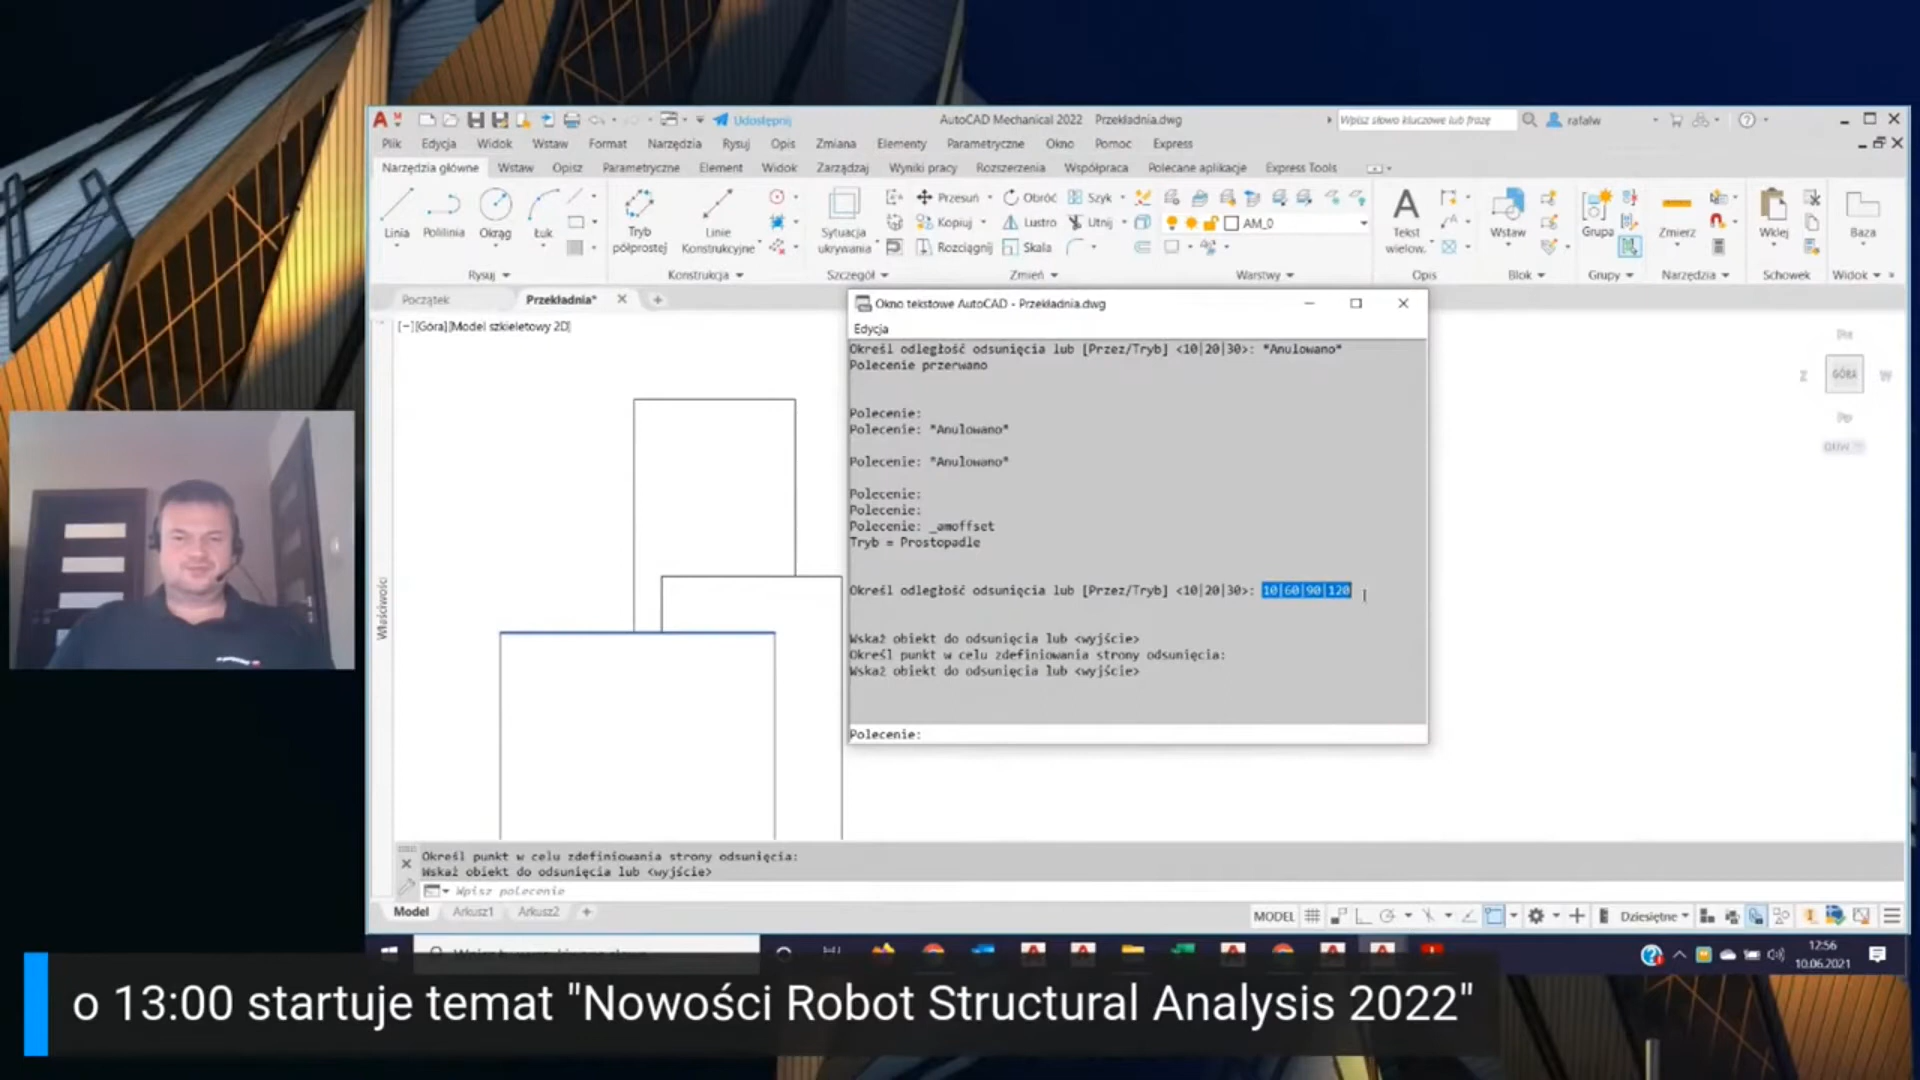 AutoCAD Mechanical 2022 Przekładnia.dwg
Udostępnij
Wpisz słowo kluczowe lub frazę
rafalw
Plik Edycja Widok Wstaw Format Narzędzia Rysuj Opis Zmiana Elementy Parametryczne Okno Pomoc Express
Narzędzia główne Wstaw Opisz Parametryczne Element Widok Zarządzaj Wyniki pracy Rozszerzenia Współpraca Polecane aplikacje Express Tools
Linia Polilinia Okrąg Łuk
Tryb półprostej
Linie Konstrukcyjne
Sytuacja ukrywania
Przesuń Obróć Szyk
Kopiuj Lustro Utnij
Rozciągnij Skala
AM_0
Tekst wielow.
Wstaw
Grupa
Zmierz
Wklej
Baza
Rysuj Konstrukcja Szczegół Zmień Warstwy Opis Blok Grupy Narzędzia Schowek Widok
Początek Przekładnia*
[−][Góra][Model szkieletowy 2D]
Właściwości
GÓRA
Z
W
Okno tekstowe AutoCAD - Przekładnia.dwg
Edycja
Określ odległość odsunięcia lub [Przez/Tryb] <10|20|30>: *Anulowano*
Polecenie przerwano
Polecenie:
Polecenie: *Anulowano*
Polecenie: *Anulowano*
Polecenie:
Polecenie:
Polecenie: _amoffset
Tryb = Prostopadle
Określ odległość odsunięcia lub [Przez/Tryb] <10|20|30>: 10|60|90|120
Wskaż obiekt do odsunięcia lub <wyjście>
Określ punkt w celu zdefiniowania strony odsunięcia:
Wskaż obiekt do odsunięcia lub <wyjście>
Polecenie:
Określ punkt w celu zdefiniowania strony odsunięcia:
Wskaż obiekt do odsunięcia lub <wyjście>
Wpisz polecenie
Model Arkusz1 Arkusz2 +
MODEL
Dziesiętne
12:56
10.06.2021
o 13:00 startuje temat "Nowości Robot Structural Analysis 2022"